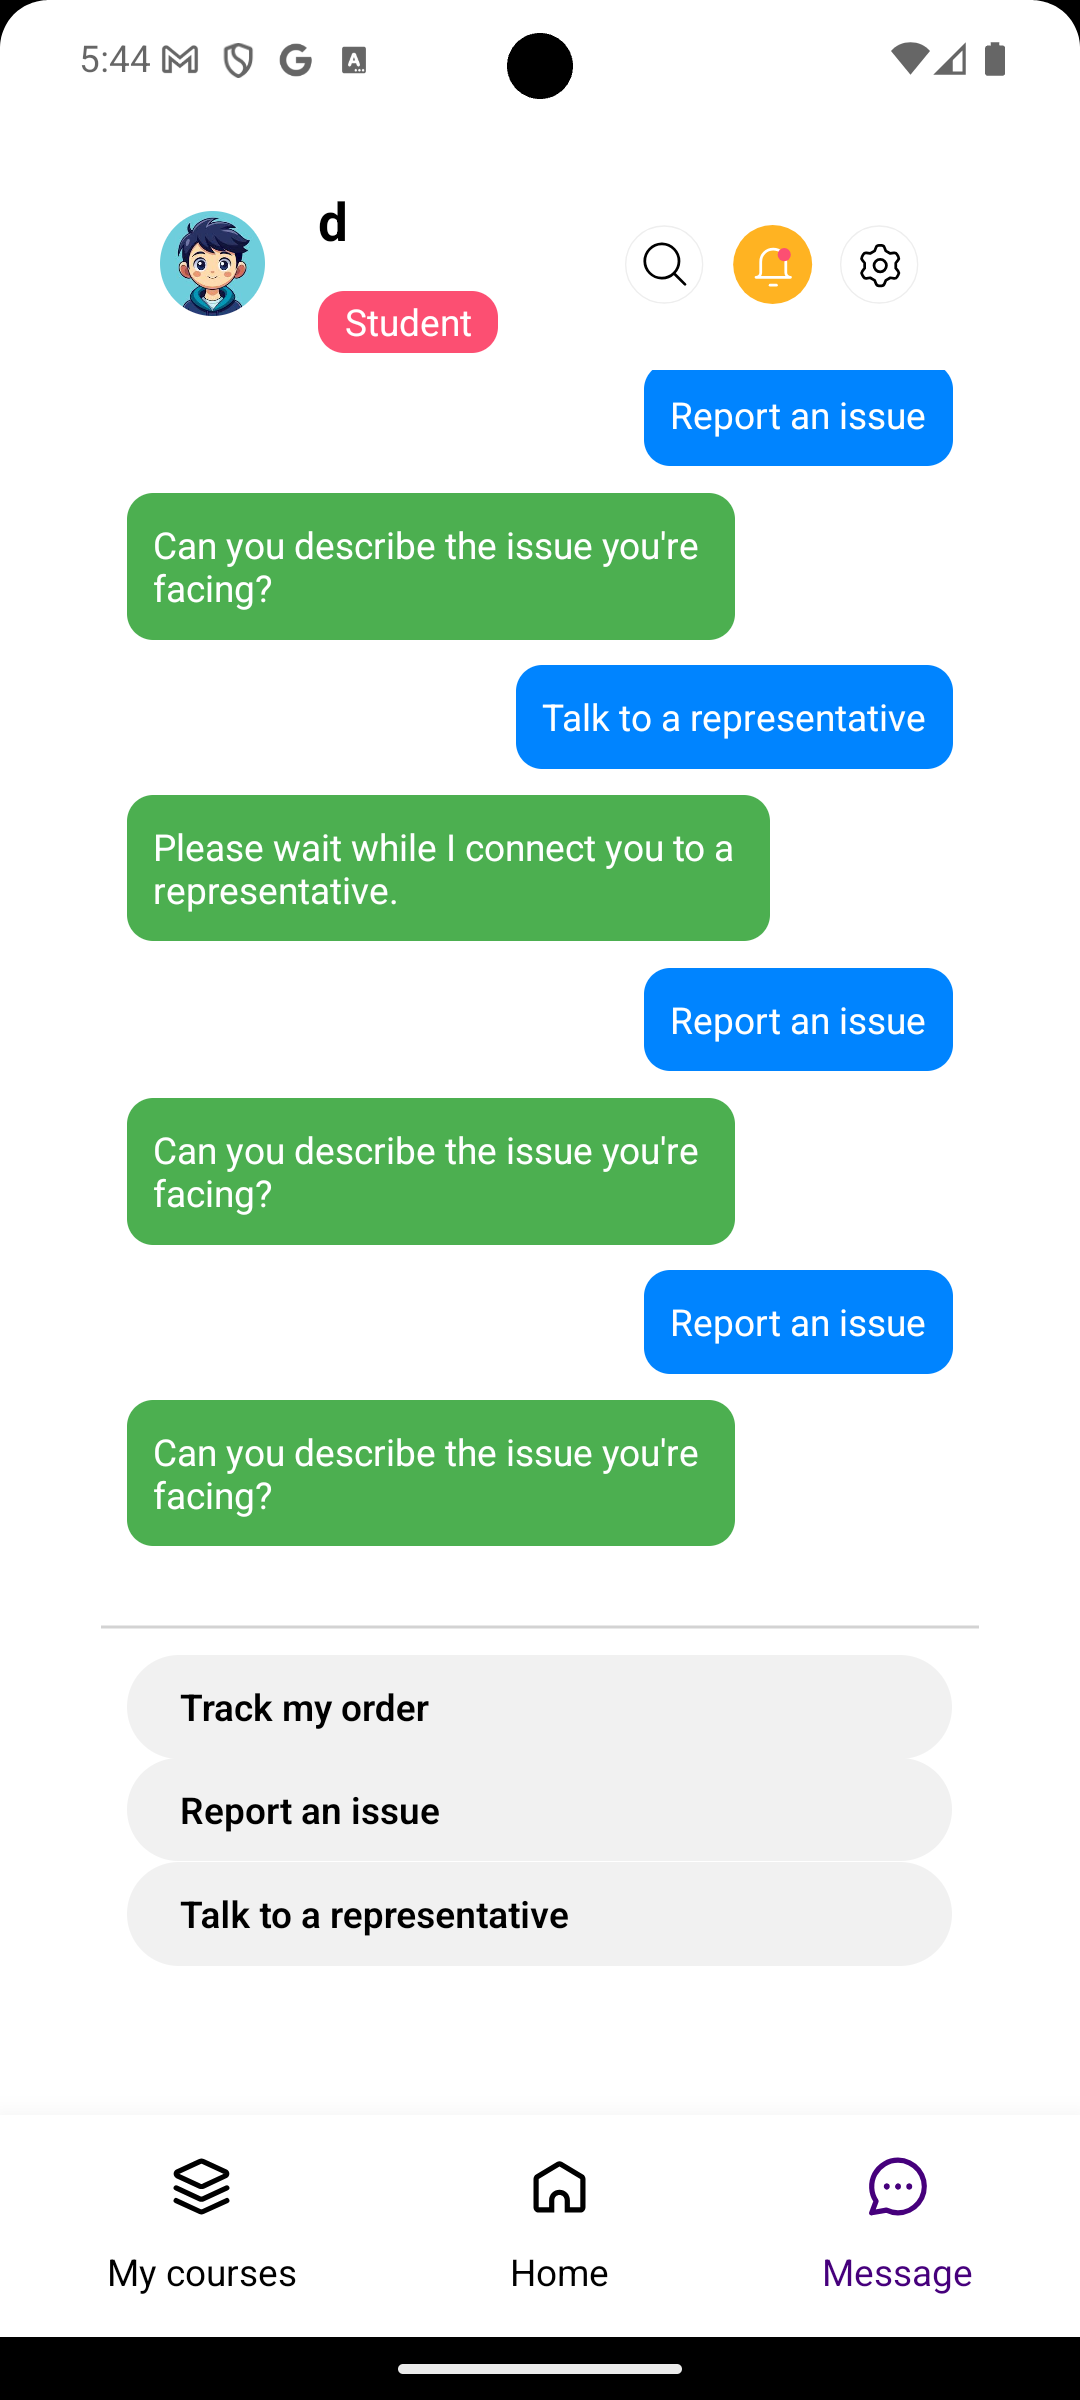 5:44
d
Student
Report an issue
Can you describe the issue you're
facing?
Talk to a representative
Please wait while I connect you to a
representative.
Report an issue
Can you describe the issue you're
facing?
Report an issue
Can you describe the issue you're
facing?
Track my order
Report an issue
Talk to a representative
My courses
Home
Message